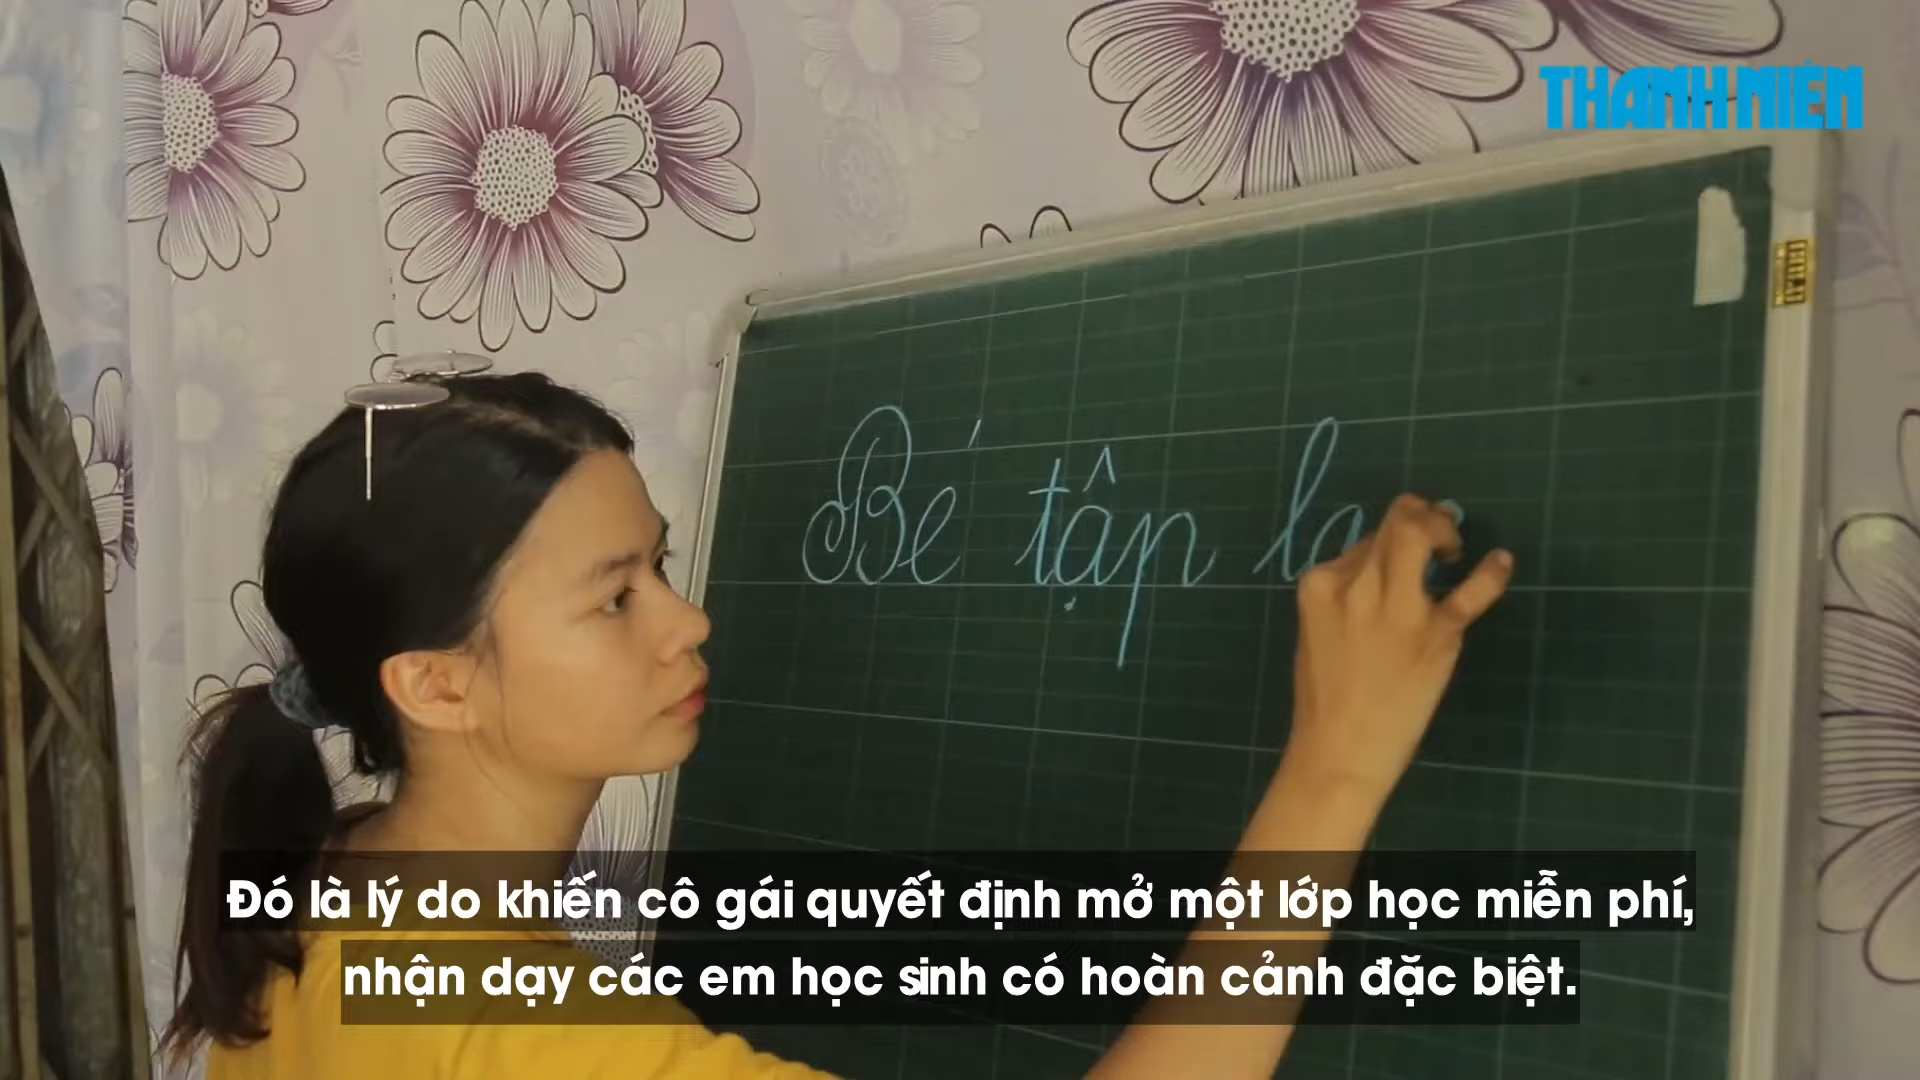 THANH NIÊN
Bé tập
Đó là lý do khiến cô gái quyết định mở một lớp học miễn phí,
nhận dạy các em học sinh có hoàn cảnh đặc biệt.